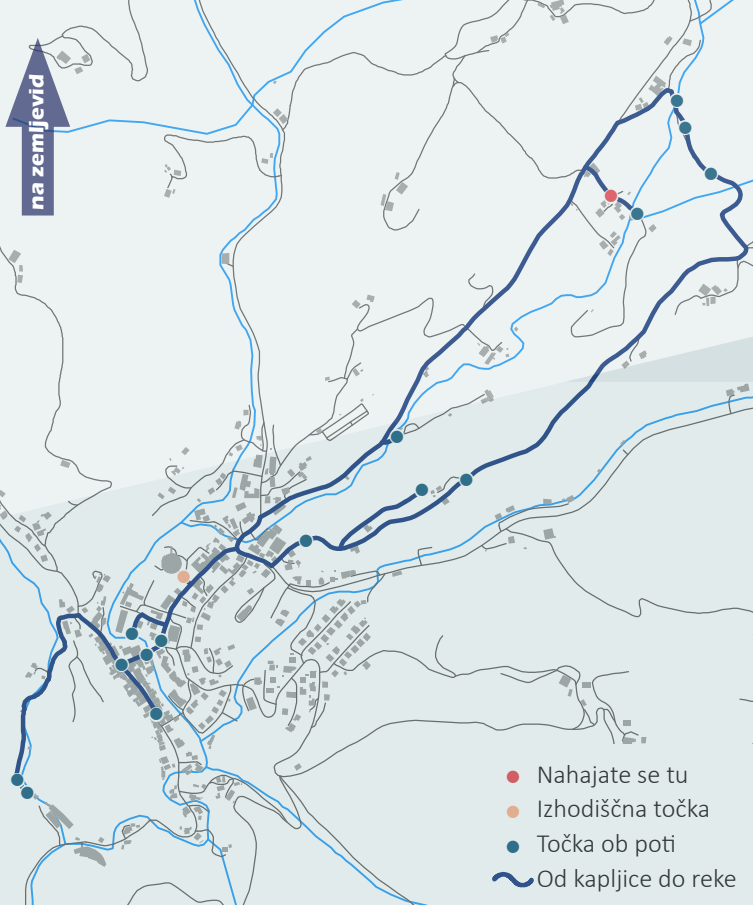 na zemljevid
Nahajate se tu
Izhodiščna točka
Točka ob poti
Od kapljice do reke